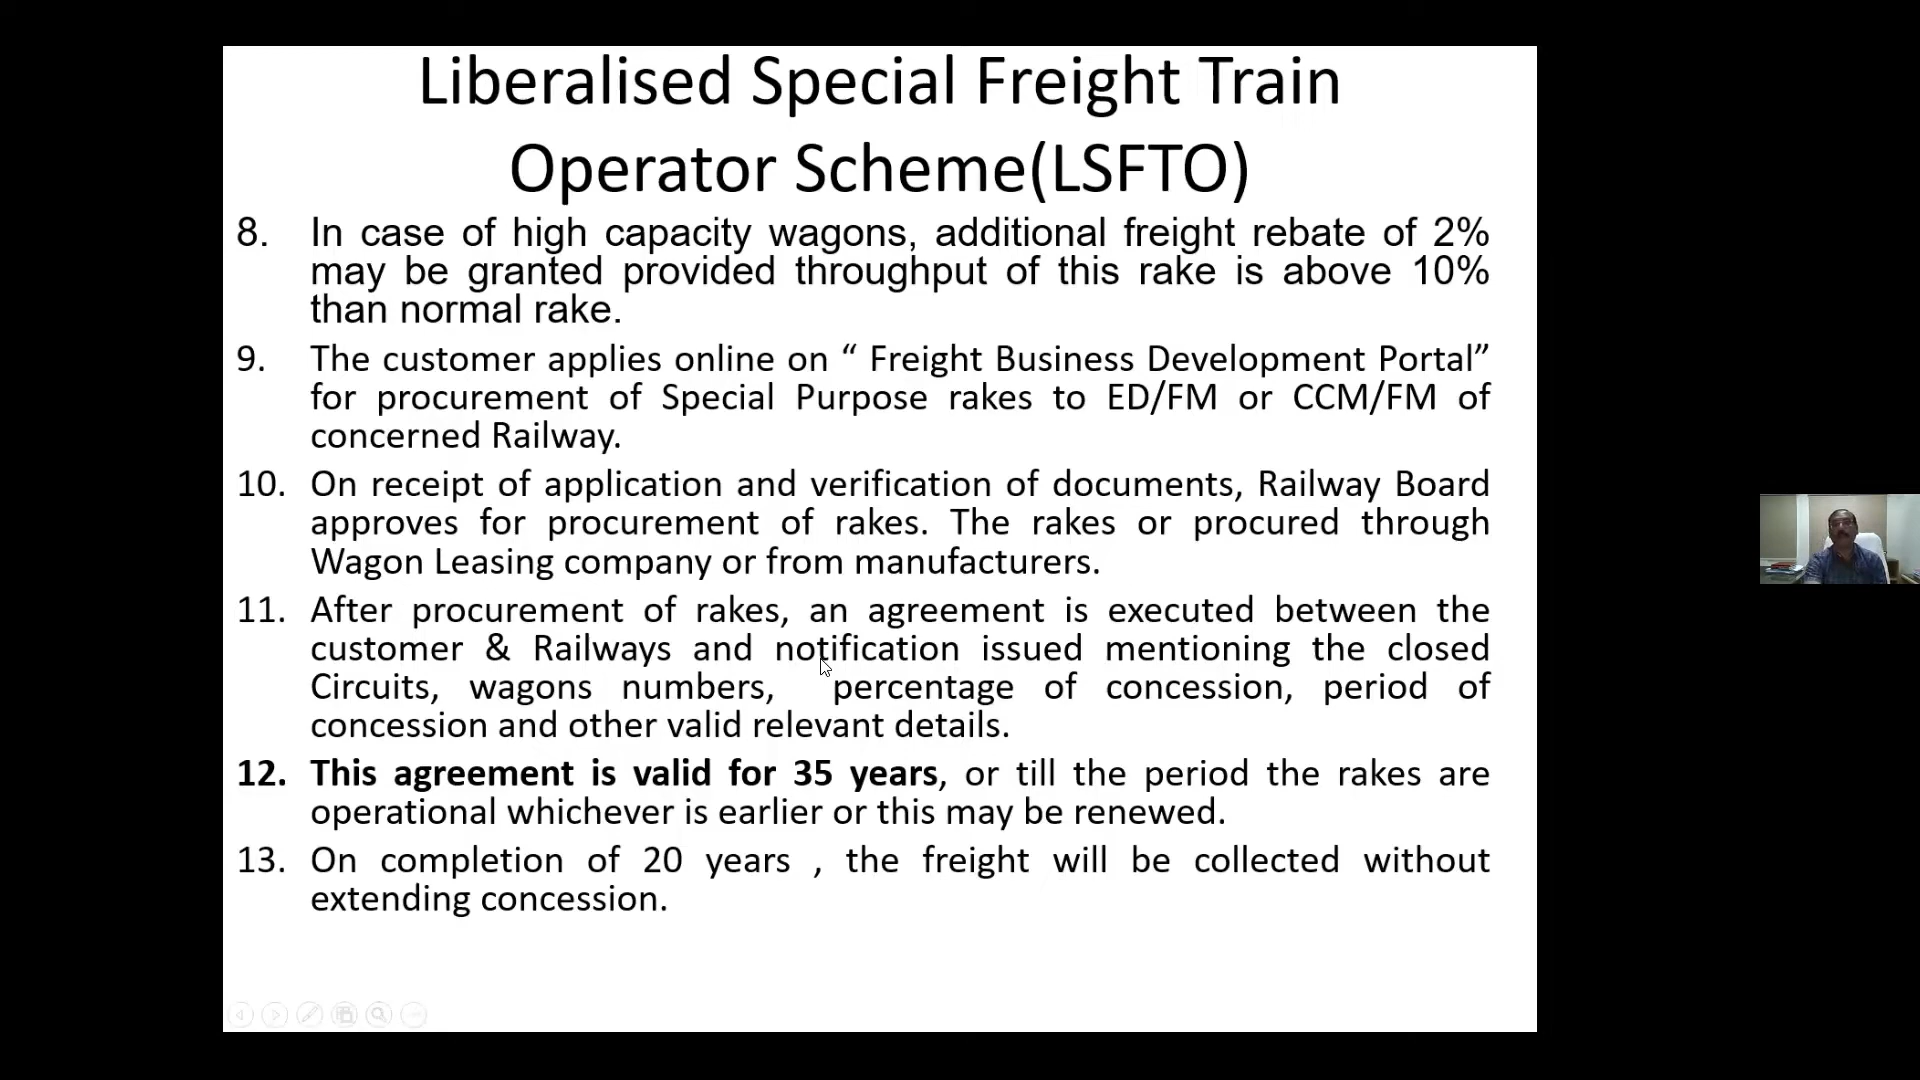 Liberalised Special Freight Train
Operator Scheme(LSFTO)
8. In case of high capacity wagons, additional freight rebate of 2%
may be granted provided throughput of this rake is above 10%
than normal rake.
9. The customer applies online on “ Freight Business Development Portal”
for procurement of Special Purpose rakes to ED/FM or CCM/FM of
concerned Railway.
10. On receipt of application and verification of documents, Railway Board
approves for procurement of rakes. The rakes or procured through
Wagon Leasing company or from manufacturers.
11. After procurement of rakes, an agreement is executed between the
customer & Railways and notification issued mentioning the closed
Circuits, wagons numbers, percentage of concession, period of
concession and other valid relevant details.
12. This agreement is valid for 35 years, or till the period the rakes are
operational whichever is earlier or this may be renewed.
13. On completion of 20 years , the freight will be collected without
extending concession.